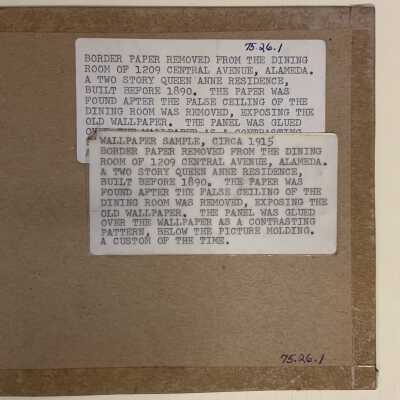 75.26.1
BORDER PAPER REMOVED FROM THE DINING
ROOM OF 1209 CENTRAL AVENUE, ALAMEDA.
A TWO STORY QUEEN ANNE RESIDENCE,
BUILT BEFORE 1890. THE PAPER WAS
FOUND AFTER THE FALSE CEILING OF THE
DINING ROOM WAS REMOVED, EXPOSING THE
OLD WALLPAPER. THE PANEL WAS GLUED
OVER THE WALLPAPER AS A CONTRASTING
WALLPAPER SAMPLE, CIRCA 1915
BORDER PAPER REMOVED FROM THE DINING
ROOM OF 1209 CENTRAL AVENUE, ALAMEDA.
A TWO STORY QUEEN ANNE RESIDENCE,
BUILT BEFORE 1890. THE PAPER WAS
FOUND AFTER THE FALSE CEILING OF THE
DINING ROOM WAS REMOVED, EXPOSING THE
OLD WALLPAPER. THE PANEL WAS GLUED
OVER THE WALLPAPER AS A CONTRASTING
PATTERN, BELOW THE PICTURE MOLDING.
A CUSTOM OF THE TIME.
75.26.1